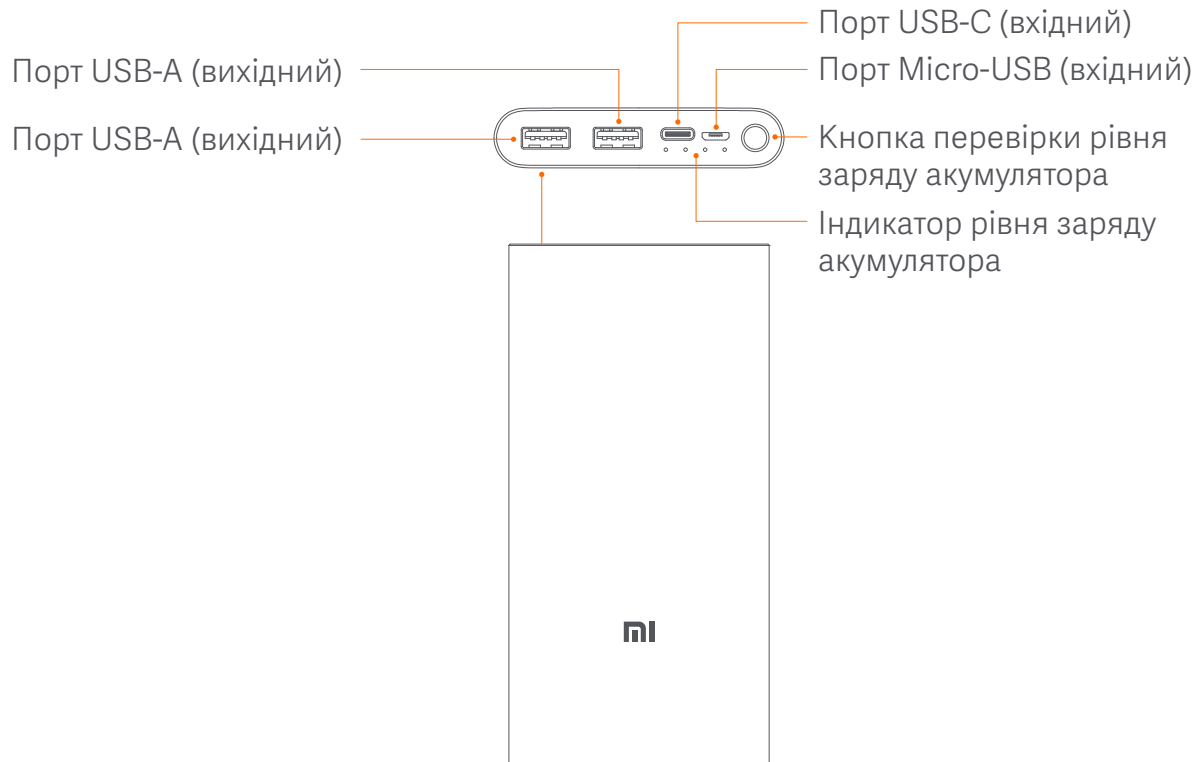 Порт USB-C (вхідний)
Порт USB-A (вихідний)
Порт Micro-USB (вхідний)
Порт USB-A (вихідний)
Кнопка перевірки рівня
заряду акумулятора
Індикатор рівня заряду
акумулятора
mi